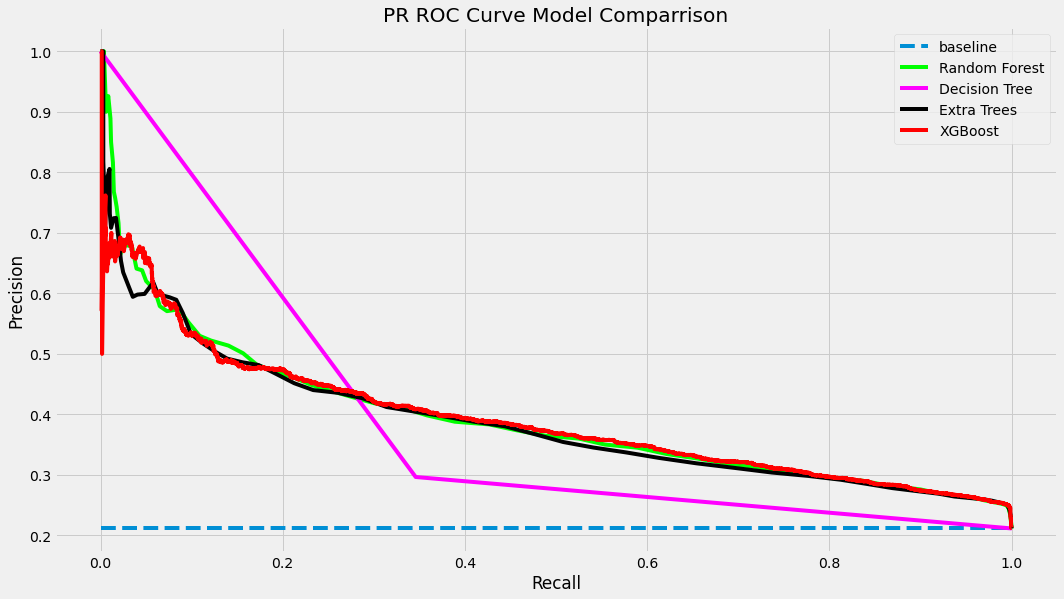 PR ROC Curve Model Comparrison
baseline
Random Forest
Decision Tree
Extra Trees
XGBoost
Precision
1.0
0.9
0.8
0.7
0.6
0.5
0.4
0.3
0.2
0.0 0.2 0.4 0.6 0.8 1.0
Recall